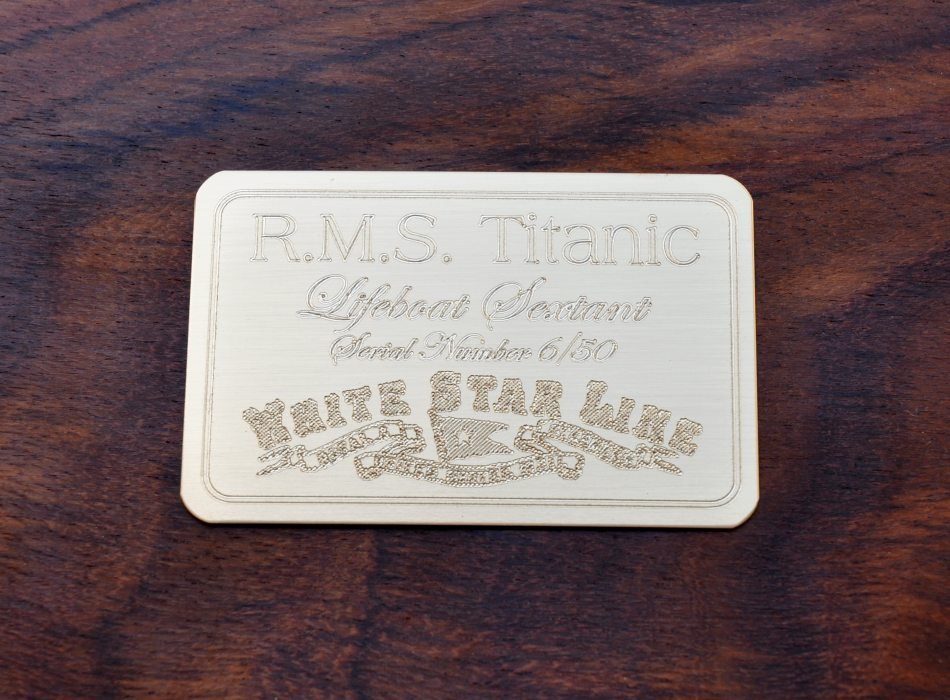 R.M.S. Titanic
Lifeboat Sextant
Serial Number 6/50
WHITE STAR LINE